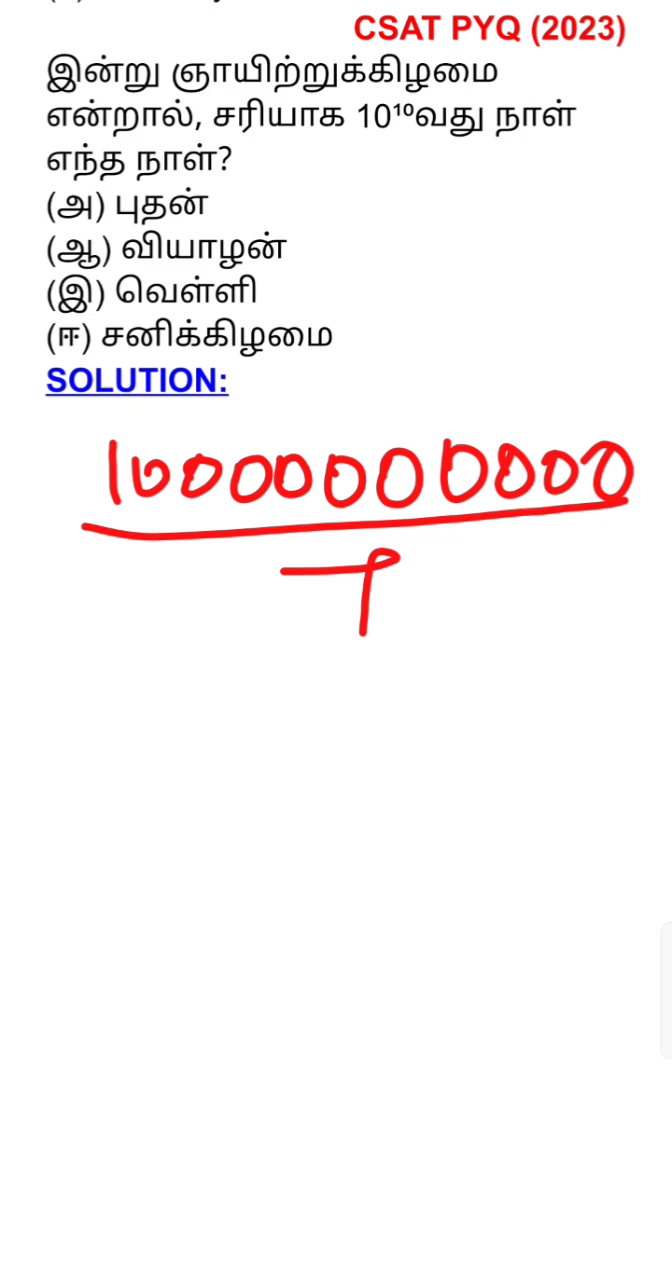 CSAT PYQ (2023)
இன்று ஞாயிற்றுக்கிழமை
என்றால், சரியாக 10¹⁰வது நாள்
எந்த நாள்?
(அ) புதன்
(ஆ) வியாழன்
(இ) வெள்ளி
(ஈ) சனிக்கிழமை
SOLUTION:
10000000000
7